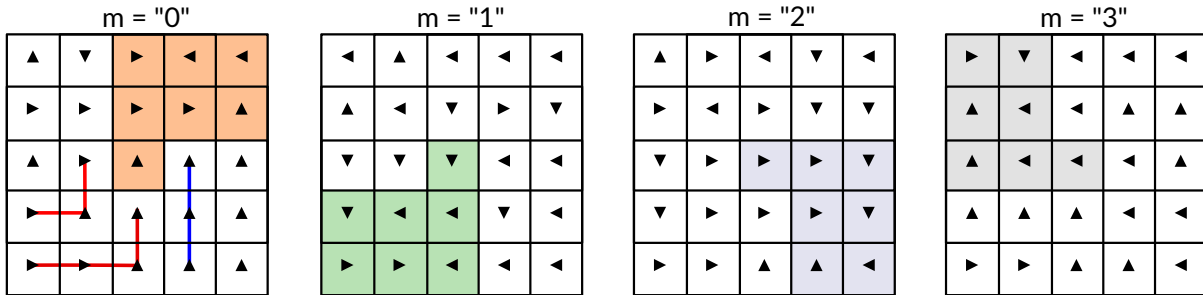 m = "0"
m = "1"
m = "2"
m = "3"